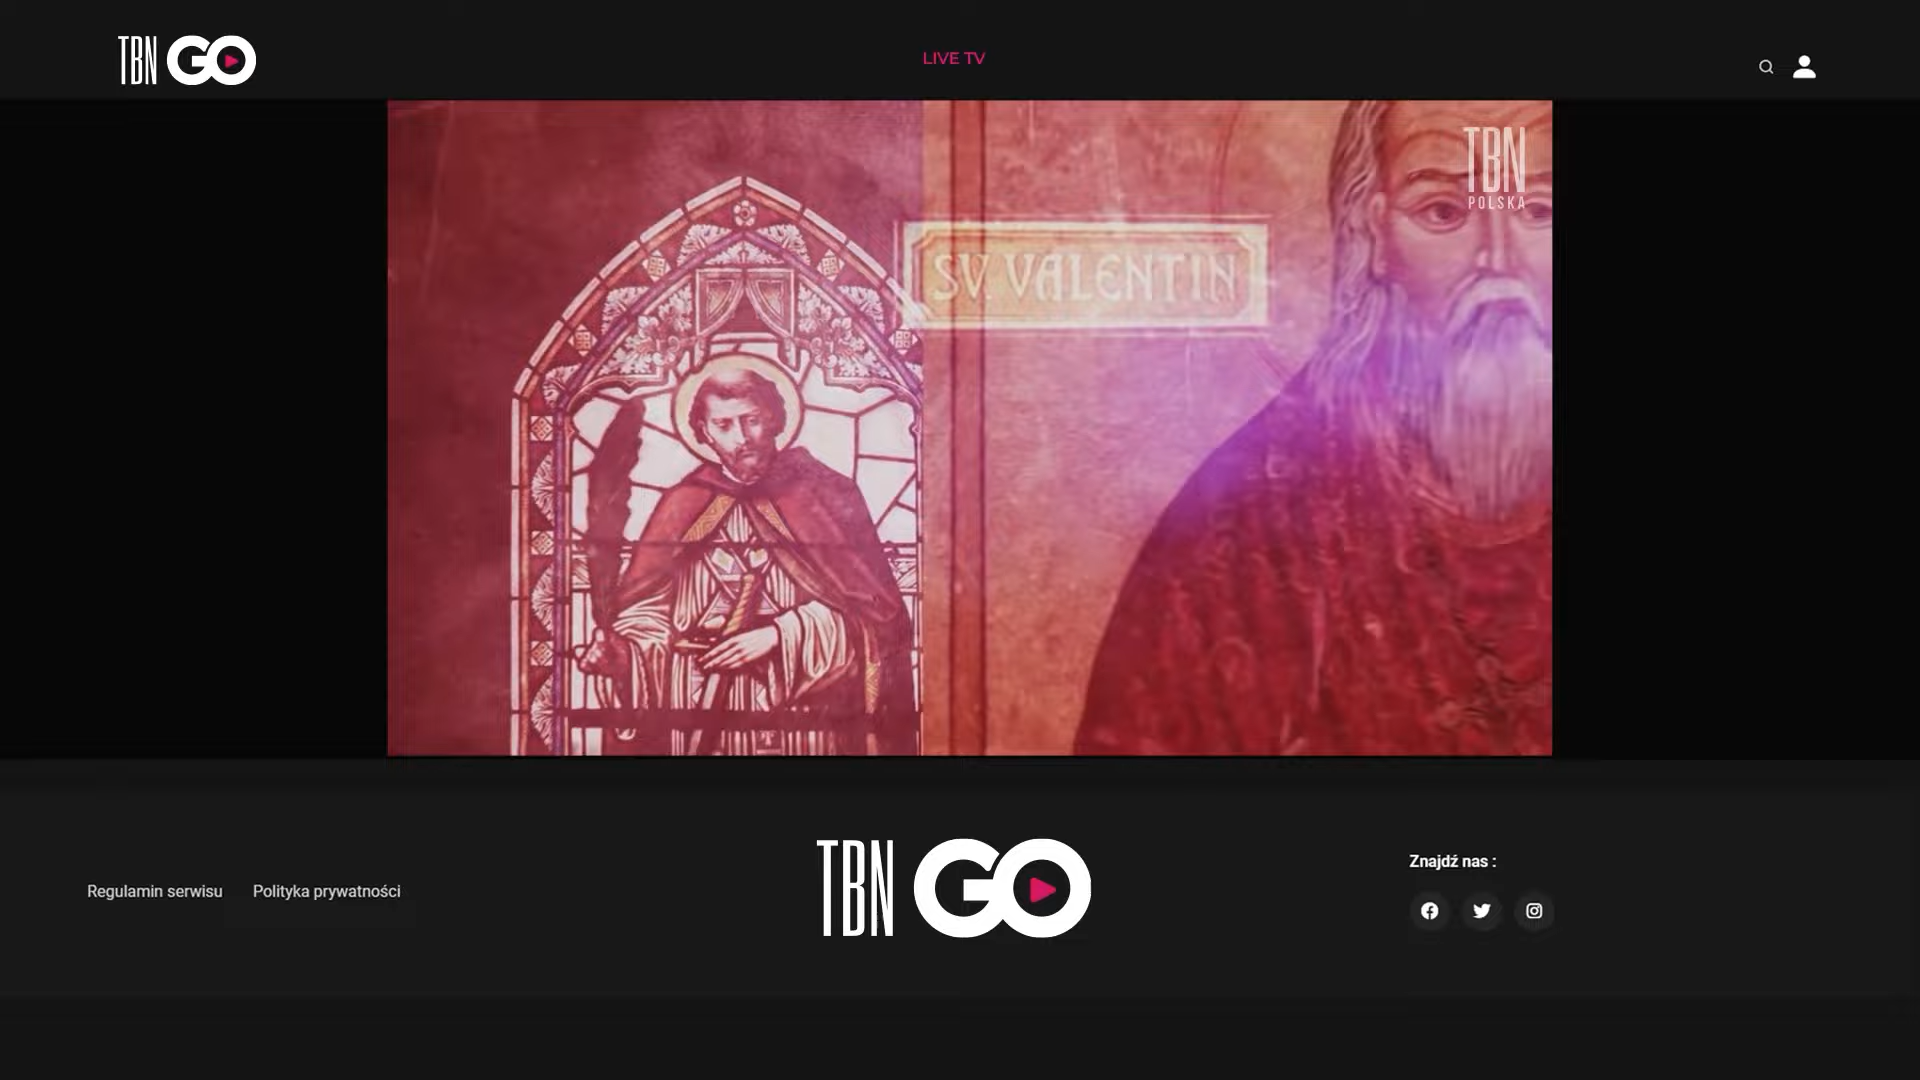 TBN GO
LIVE TV
TBN
POLSKA
SV. VALENTIN
TBN GO
Regulamin serwisu
Polityka prywatności
Znajdź nas :